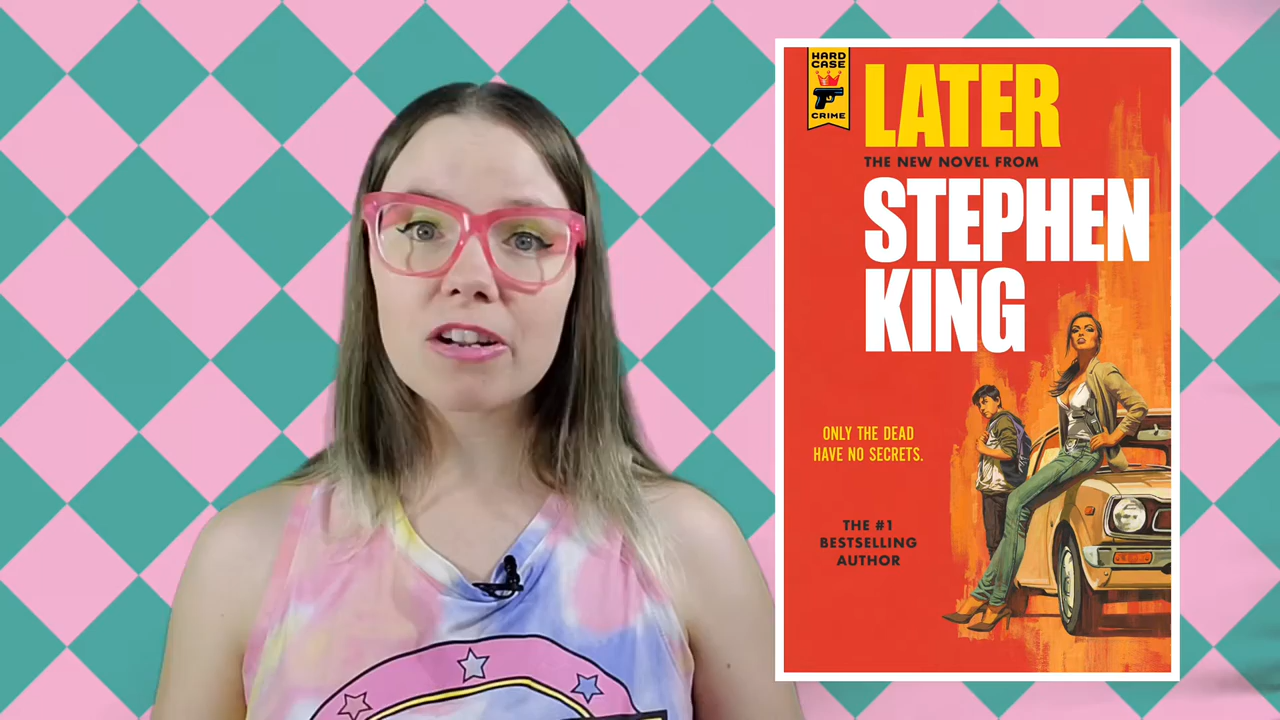 HARD
CASE
CRIME
LATER
THE NEW NOVEL FROM
STEPHEN
KING
ONLY THE DEAD
HAVE NO SECRETS.
THE #1
BESTSELLING
AUTHOR